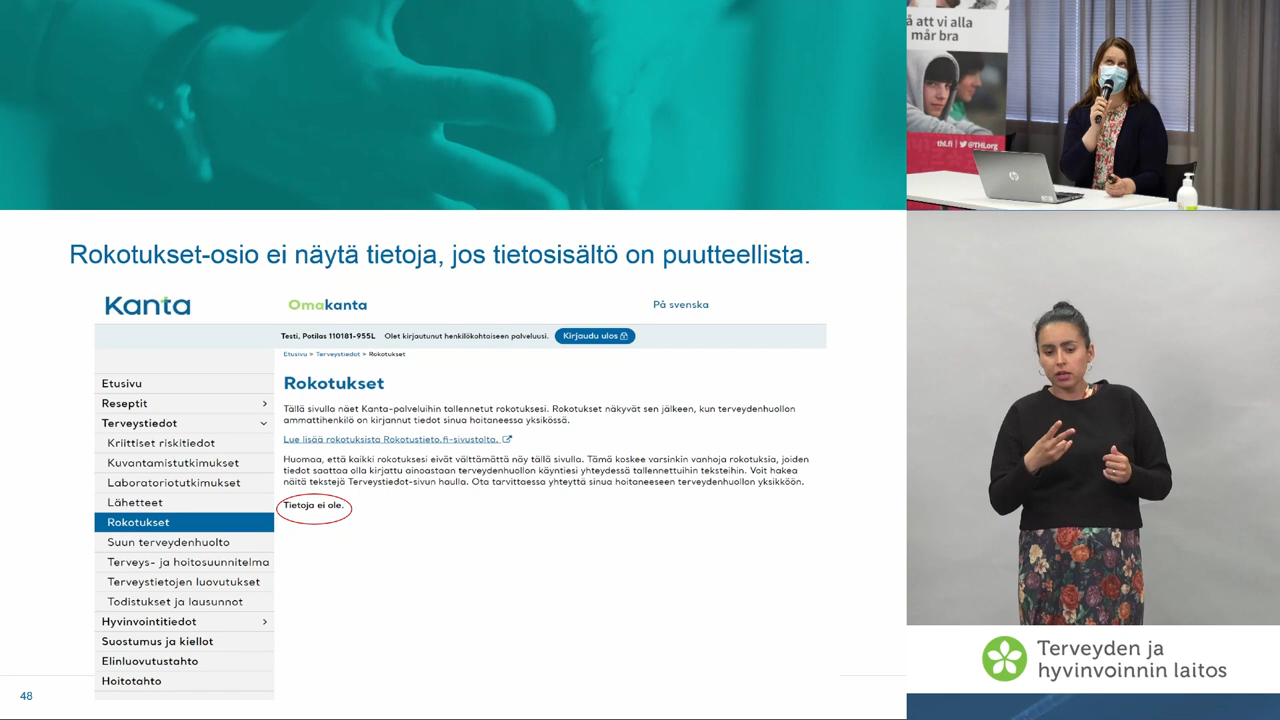 Rokotukset-osio ei näytä tietoja, jos tietosisältö on puutteellista.
Kanta
Omakanta
På svenska
Testi, Potilas 110181-955L Olet kirjautunut henkilökohtaiseen palveluusi. Kirjaudu ulos
Etusivu > Terveystiedot > Rokotukset
Etusivu
Reseptit
Terveystiedot
Kriittiset riskitiedot
Kuvantamistutkimukset
Laboratoriotutkimukset
Lähetteet
Rokotukset
Suun terveydenhuolto
Terveys- ja hoitosuunnitelma
Terveystietojen luovutukset
Todistukset ja lausunnot
Hyvinvointitiedot
Suostumus ja kiellot
Elinluovutustahto
Hoitotahto
Rokotukset
Tällä sivulla näet Kanta-palveluihin tallennetut rokotuksesi. Rokotukset näkyvät sen jälkeen, kun terveydenhuollon
ammattihenkilö on kirjannut tiedot sinua hoitaneessa yksikössä.
Lue lisää rokotuksista Rokotustieto.fi-sivustolta.
Huomaa, että kaikki rokotuksesi eivät välttämättä näy tällä sivulla. Tämä koskee varsinkin vanhoja rokotuksia, joiden
tiedot saattaa olla kirjattu ainoastaan terveydenhuollon käyntiesi yhteydessä tallennettuihin teksteihin. Voit hakea
näitä tekstejä Terveystiedot-sivun haulla. Ota tarvittaessa yhteyttä sinua hoitaneeseen terveydenhuollon yksikköön.
Tietoja ei ole.
48
å att vi alla
mår bra
thl.fi | @THLorg
hp
Terveyden ja
hyvinvoinnin laitos